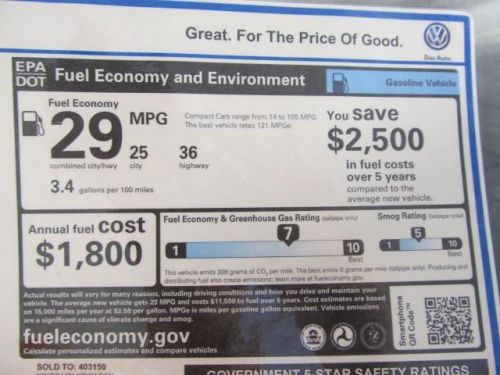 Great. For The Price Of Good.
Das Auto.
EPA
DOT
Fuel Economy and Environment
Gasoline Vehicle
Fuel Economy
29 MPG
combined city/hwy
25
city
36
highway
Compact Cars range from 14 to 105 MPG.
The best vehicle rates 121 MPGe.
3.4 gallons per 100 miles
You save
$2,500
in fuel costs
over 5 years
compared to the
average new vehicle.
Annual fuel cost
$1,800
Fuel Economy & Greenhouse Gas Rating (tailpipe only)
1
7
10
Best
Smog Rating (tailpipe only)
1
5
10
Best
This vehicle emits 308 grams of CO2 per mile. The best emits 0 grams per mile (tailpipe only). Producing and
distributing fuel also create emissions; learn more at fueleconomy.gov.
Actual results will vary for many reasons, including driving conditions and how you drive and maintain your
vehicle. The average new vehicle gets 23 MPG and costs $11,500 to fuel over 5 years. Cost estimates are based
on 15,000 miles per year at $3.50 per gallon. MPGe is miles per gasoline gallon equivalent. Vehicle emissions
are a significant cause of climate change and smog.
fueleconomy.gov
Calculate personalized estimates and compare vehicles
Smartphone
QR Code™
SOLD TO: 403150
GOVERNMENT 5-STAR SAFETY RATINGS